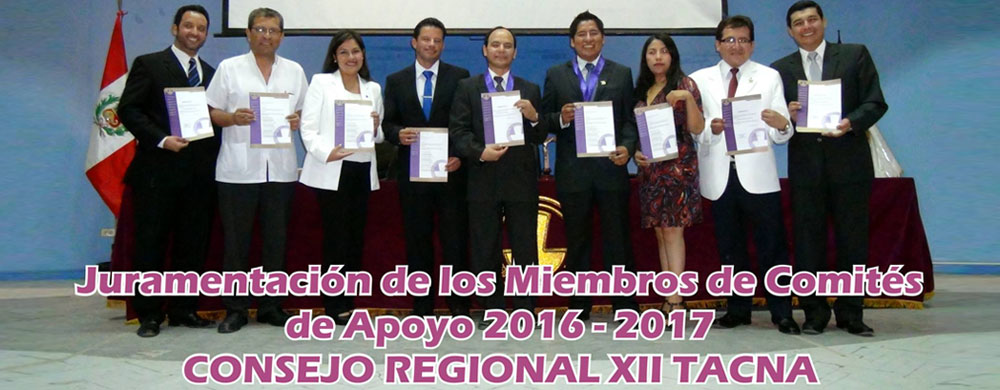 Juramentación de los Miembros de Comités
de Apoyo 2016 - 2017
CONSEJO REGIONAL XII TACNA